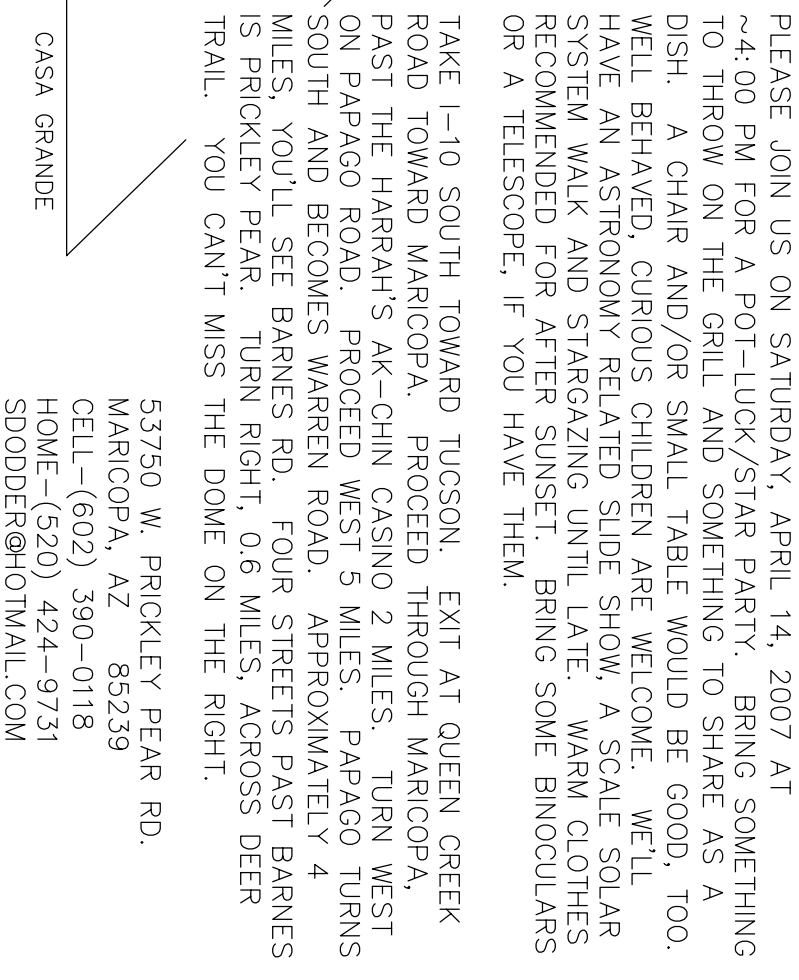 PLEASE JOIN US ON SATURDAY, APRIL 14, 2007 AT
~4:00 PM FOR A POT-LUCK/STAR PARTY. BRING SOMETHING
TO THROW ON THE GRILL AND SOMETHING TO SHARE AS A
DISH. A CHAIR AND/OR SMALL TABLE WOULD BE GOOD, TOO.
WELL BEHAVED, CURIOUS CHILDREN ARE WELCOME. WE'LL
HAVE AN ASTRONOMY RELATED SLIDE SHOW, A SCALE SOLAR
SYSTEM WALK AND STARGAZING UNTIL LATE. WARM CLOTHES
RECOMMENDED FOR AFTER SUNSET. BRING SOME BINOCULARS
OR A TELESCOPE, IF YOU HAVE THEM.
TAKE I-10 SOUTH TOWARD TUCSON. EXIT AT QUEEN CREEK
ROAD TOWARD MARICOPA. PROCEED THROUGH MARICOPA,
PAST THE HARRAH'S AK-CHIN CASINO 2 MILES. TURN WEST
ON PAPAGO ROAD. PROCEED WEST 5 MILES. PAPAGO TURNS
SOUTH AND BECOMES WARREN ROAD. APPROXIMATELY 4
MILES, YOU'LL SEE BARNES RD. FOUR STREETS PAST BARNES
IS PRICKLEY PEAR. TURN RIGHT, 0.6 MILES, ACROSS DEER
TRAIL. YOU CAN'T MISS THE DOME ON THE RIGHT.
53750 W. PRICKLEY PEAR RD.
MARICOPA, AZ 85239
CELL-(602) 390-0118
HOME-(520) 424-9731
SDODDER@HOTMAIL.COM
CASA GRANDE